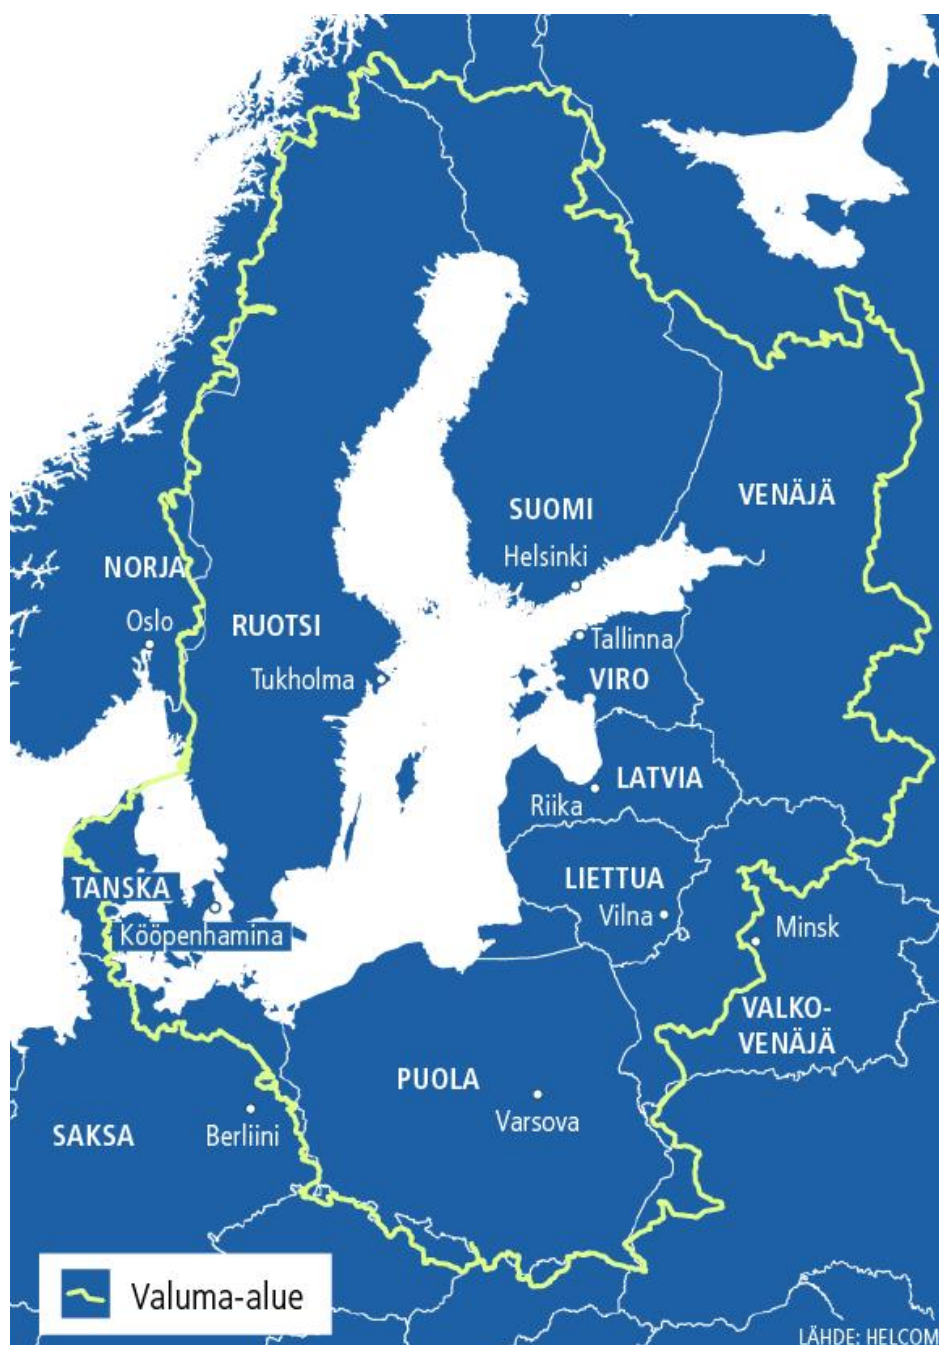 SUOMI
VENÄJÄ
Helsinki
NORJA
Oslo
RUOTSI
Tallinna
Tukholma
VIRO
LATVIA
Riika
TANSKA
LIETTUA
Vilna
Kööpenhamina
Minsk
VALKO-
VENÄJÄ
PUOLA
Varsova
SAKSA
Berliini
Valuma-alue
LÄHDE: HELCOM